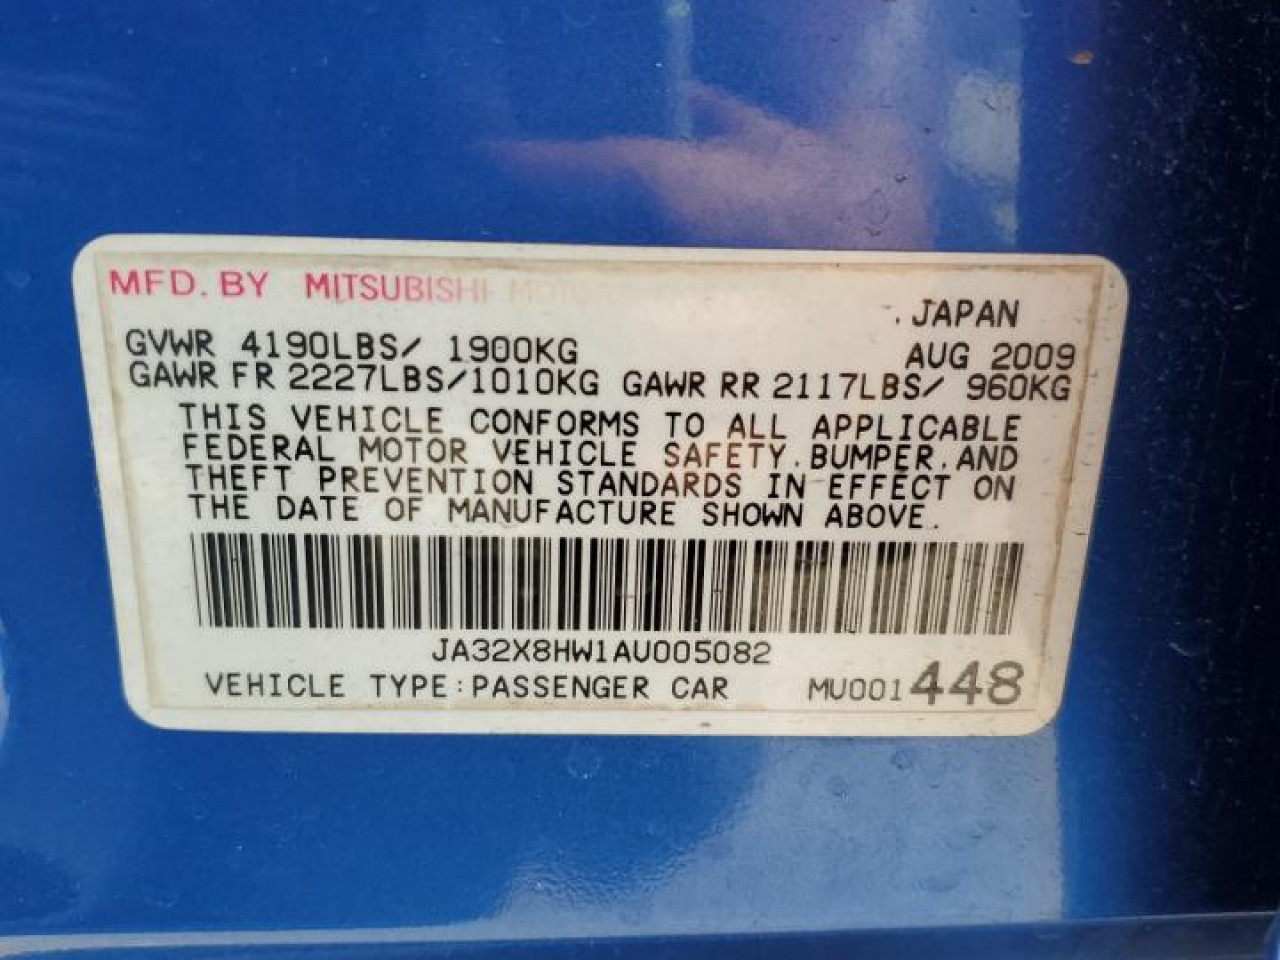 MFD. BY MITSUBISHI MOTORS
. JAPAN
GVWR 4190LBS/ 1900KG AUG 2009
GAWR FR 2227LBS/1010KG GAWR RR 2117LBS/ 960KG
THIS VEHICLE CONFORMS TO ALL APPLICABLE
FEDERAL MOTOR VEHICLE SAFETY, BUMPER, AND
THEFT PREVENTION STANDARDS IN EFFECT ON
THE DATE OF MANUFACTURE SHOWN ABOVE.
JA32X8HW1AU005082
VEHICLE TYPE:PASSENGER CAR MU001448